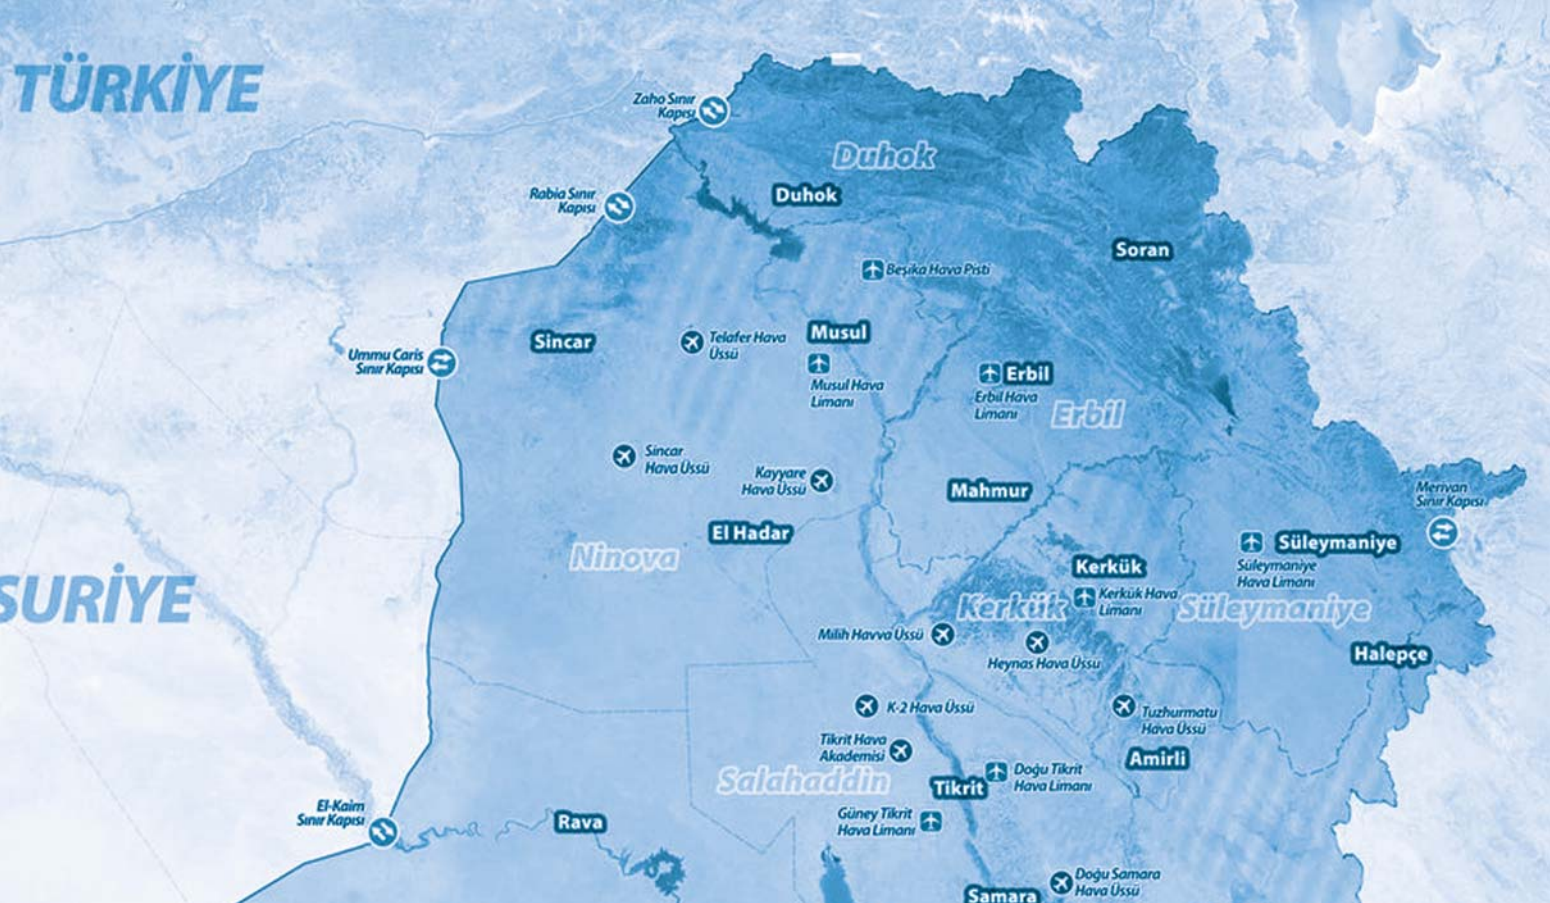 TÜRKİYE
Zaho Sınır
Kapısı
Duhok
Duhok
Rabia Sınır
Kapısı
Soran
Beşika Hava Pisti
Sincar
Telafer Hava
Üssü
Musul
Musul Hava
Limanı
Ummu Caris
Sınır Kapısı
Erbil
Erbil Hava
Limanı
Erbil
Sincar
Hava Üssü
Kayyare
Hava Üssü
Mahmur
Merivan
Sınır Kapısı
El Hadar
Ninova
Süleymaniye
Süleymaniye
Hava Limanı
Kerkük
Kerkük Hava
Limanı
Kerkük
Süleymaniye
SURİYE
Milih Havva Üssü
Heynas Hava Üssü
Halepçe
K-2 Hava Üssü
Tuzhurmatu
Hava Üssü
Tikrit Hava
Akademisi
Amirli
Salahaddin
Tikrit
Doğu Tikrit
Hava Limanı
El-Kaim
Sınır Kapısı
Rava
Güney Tikrit
Hava Limanı
Doğu Samara
Hava Üssü
Samara